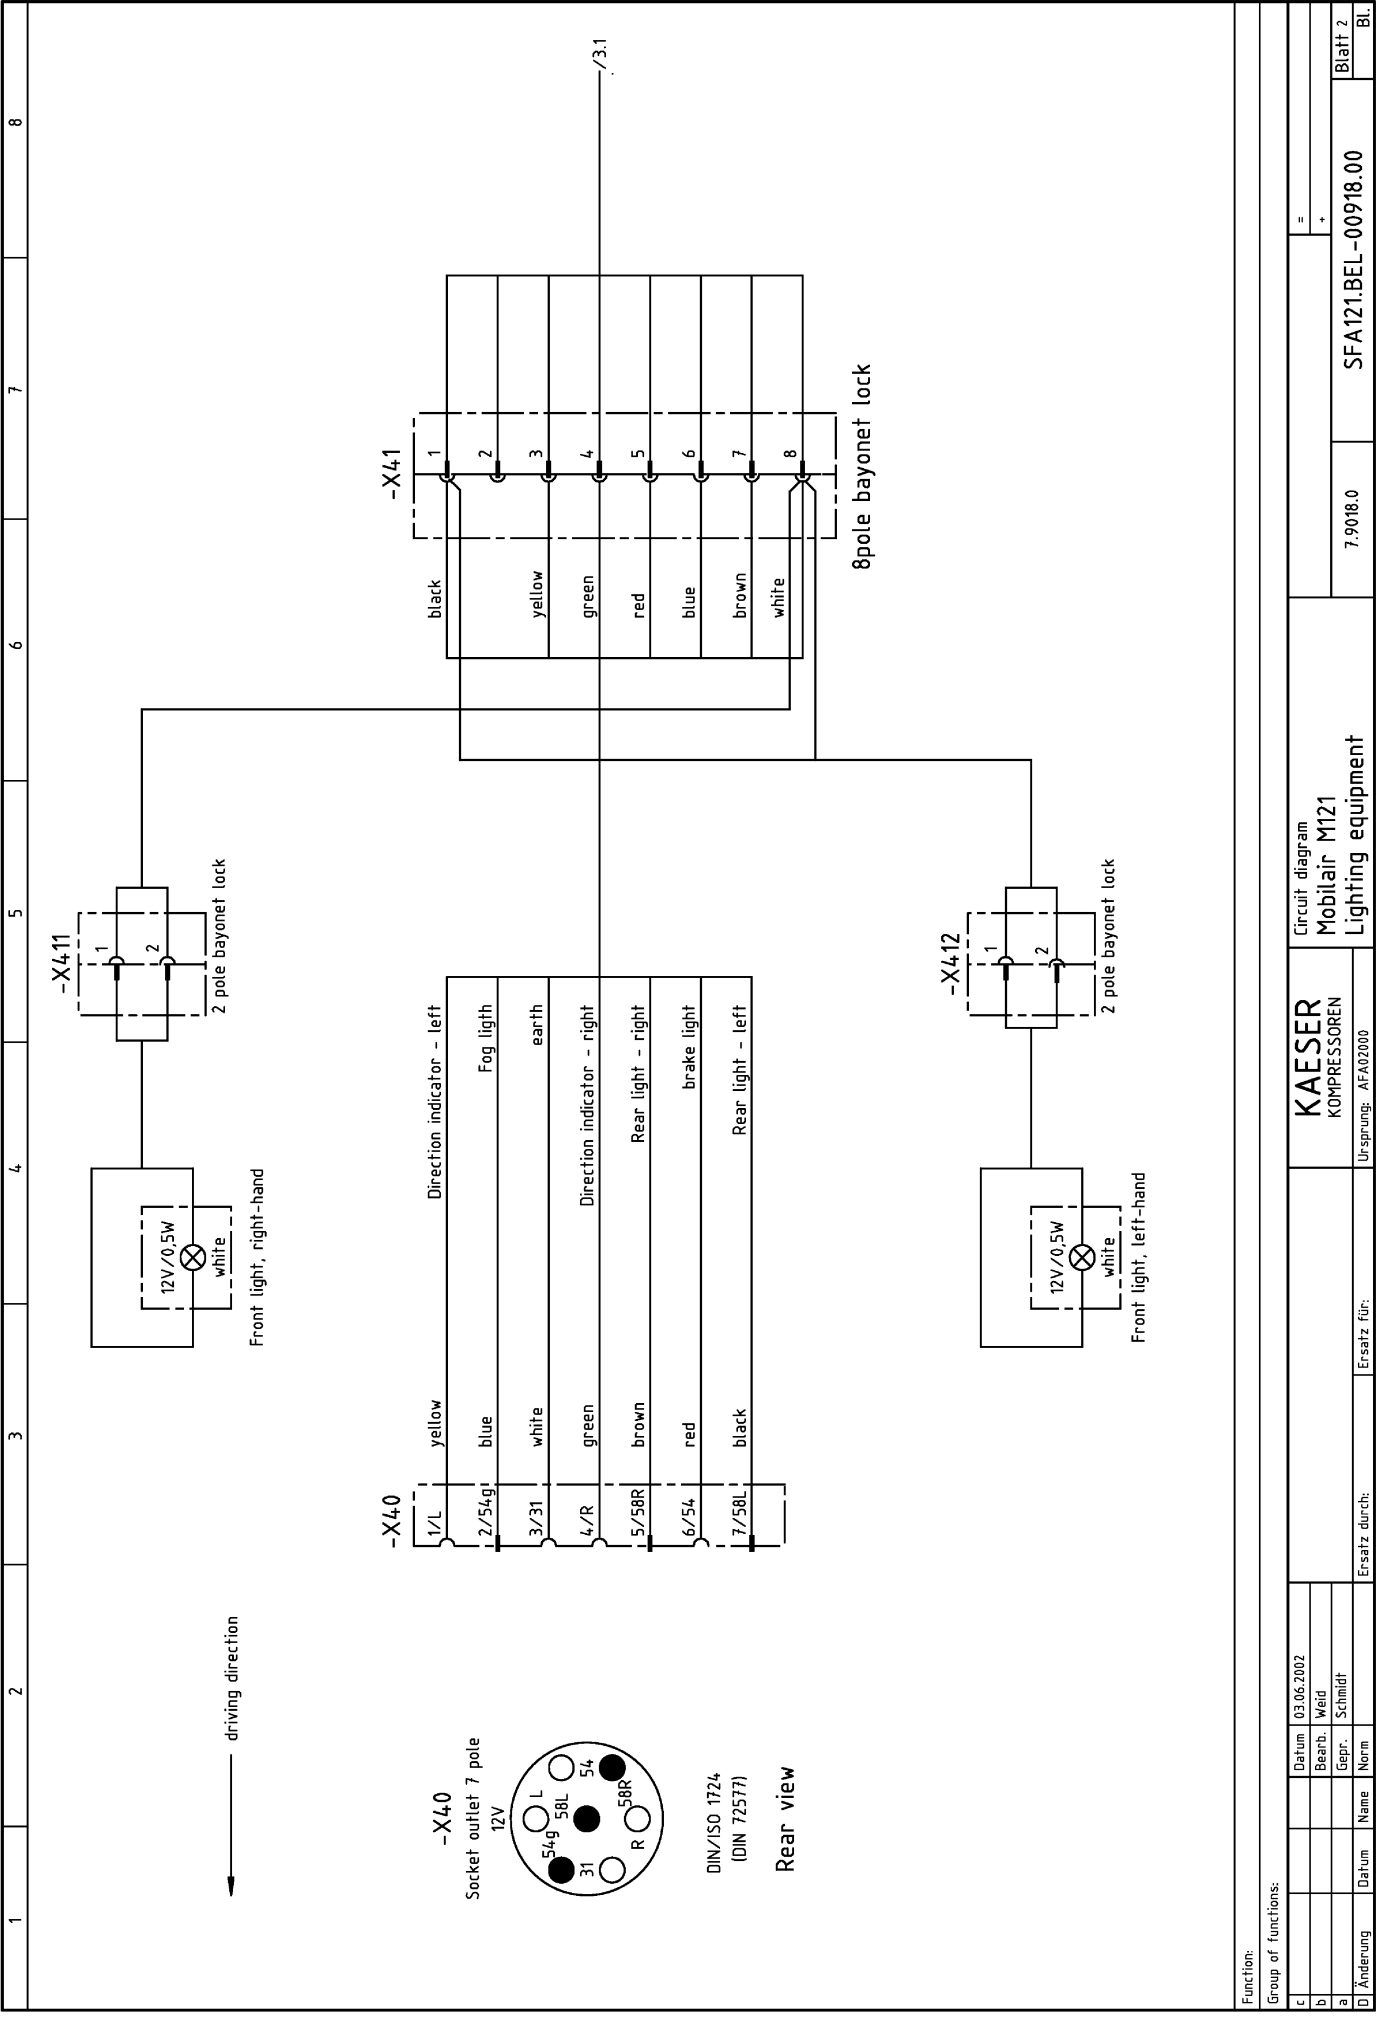 1
2
3
4
5
6
7
8
-X411
1
2
2 pole bayonet lock
12V/0,5W
white
Front light, right-hand
driving direction
-X40
Socket outlet 7 pole
12V
L
54g
58L
54
31
58R
R
DIN/ISO 1724
(DIN 72577)
Rear view
-X40
1/L
yellow
Direction indicator - left
2/54g
blue
Fog ligth
3/31
white
earth
4/R
green
Direction indicator - right
5/58R
brown
Rear light - right
6/54
red
brake light
7/58L
black
Rear light - left
-X41
black
1
2
yellow
3
green
4
red
5
blue
6
brown
7
white
8
8pole bayonet lock
/3.1
-X412
1
2
2 pole bayonet lock
12V/0,5W
white
Front light, left-hand
Function:
Group of functions:
c
b
a
D Änderung
Datum
Name
Datum 03.06.2002
Bearb. Weid
Gepr. Schmidt
Norm
Ersatz durch:
Ersatz für:
KAESER
KOMPRESSOREN
Ursprung: AFA02000
Circuit diagram
Mobilair M121
Lighting equipment
7.9018.0
=
+
SFA121.BEL-00918.00
Blatt 2
Bl.